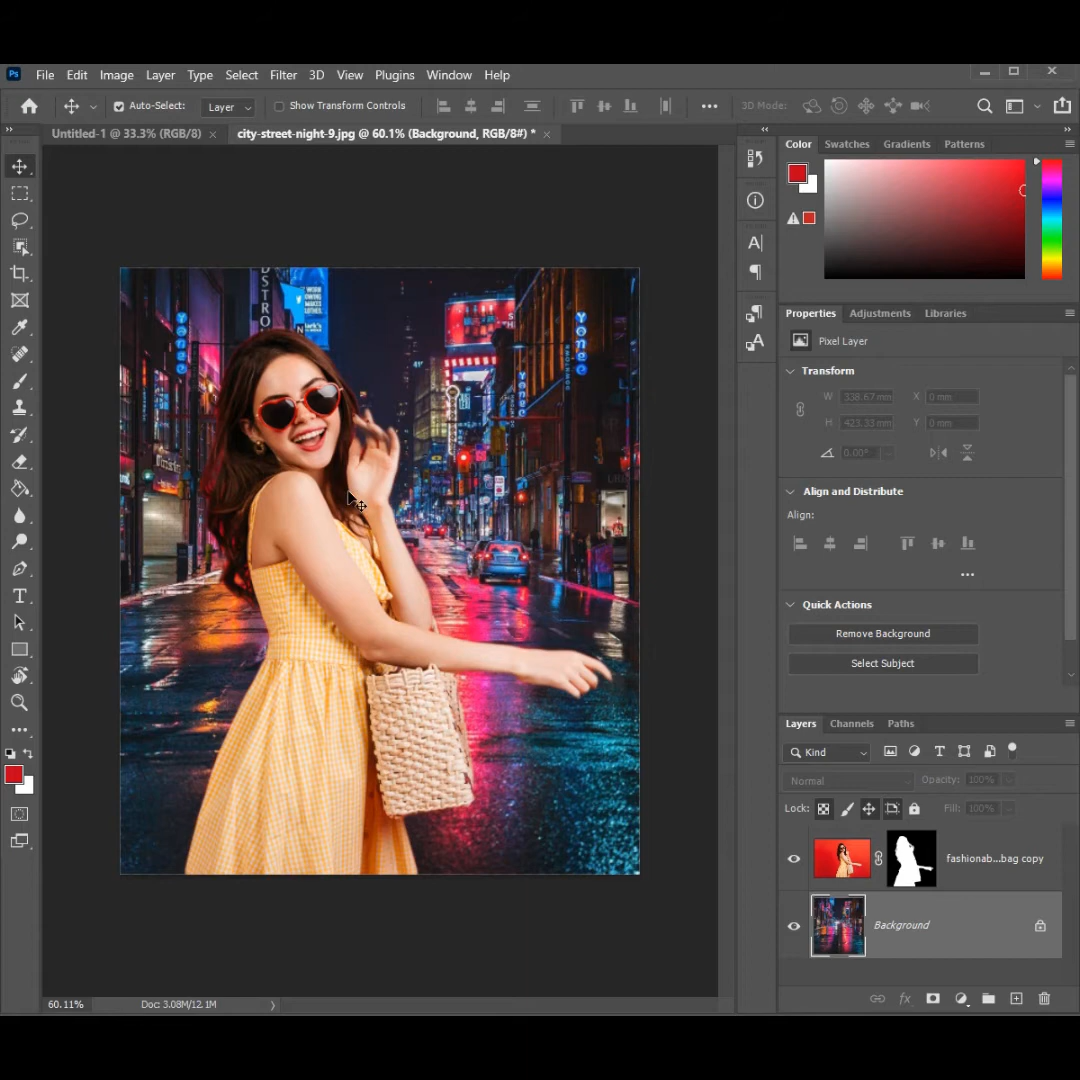 Ps File Edit Image Layer Type Select Filter 3D View Plugins Window Help
Auto-Select: Layer Show Transform Controls 3D Mode:
Untitled-1 @ 33.3% (RGB/8) × city-street-night-9.jpg @ 60.1% (Background, RGB/8#) * ×
Color Swatches Gradients Patterns
Properties Adjustments Libraries
Pixel Layer
Transform
W 338.67 mm X 0 mm
H 423.33 mm Y 0 mm
0.00°
Align and Distribute
Align:
Quick Actions
Remove Background
Select Subject
Layers Channels Paths
Kind
Normal Opacity: 100%
Lock: Fill: 100%
fashionab...bag copy
Background
DSTRO
Yonge
Yonge
Yonge
60.11% Doc: 3.08M/12.1M